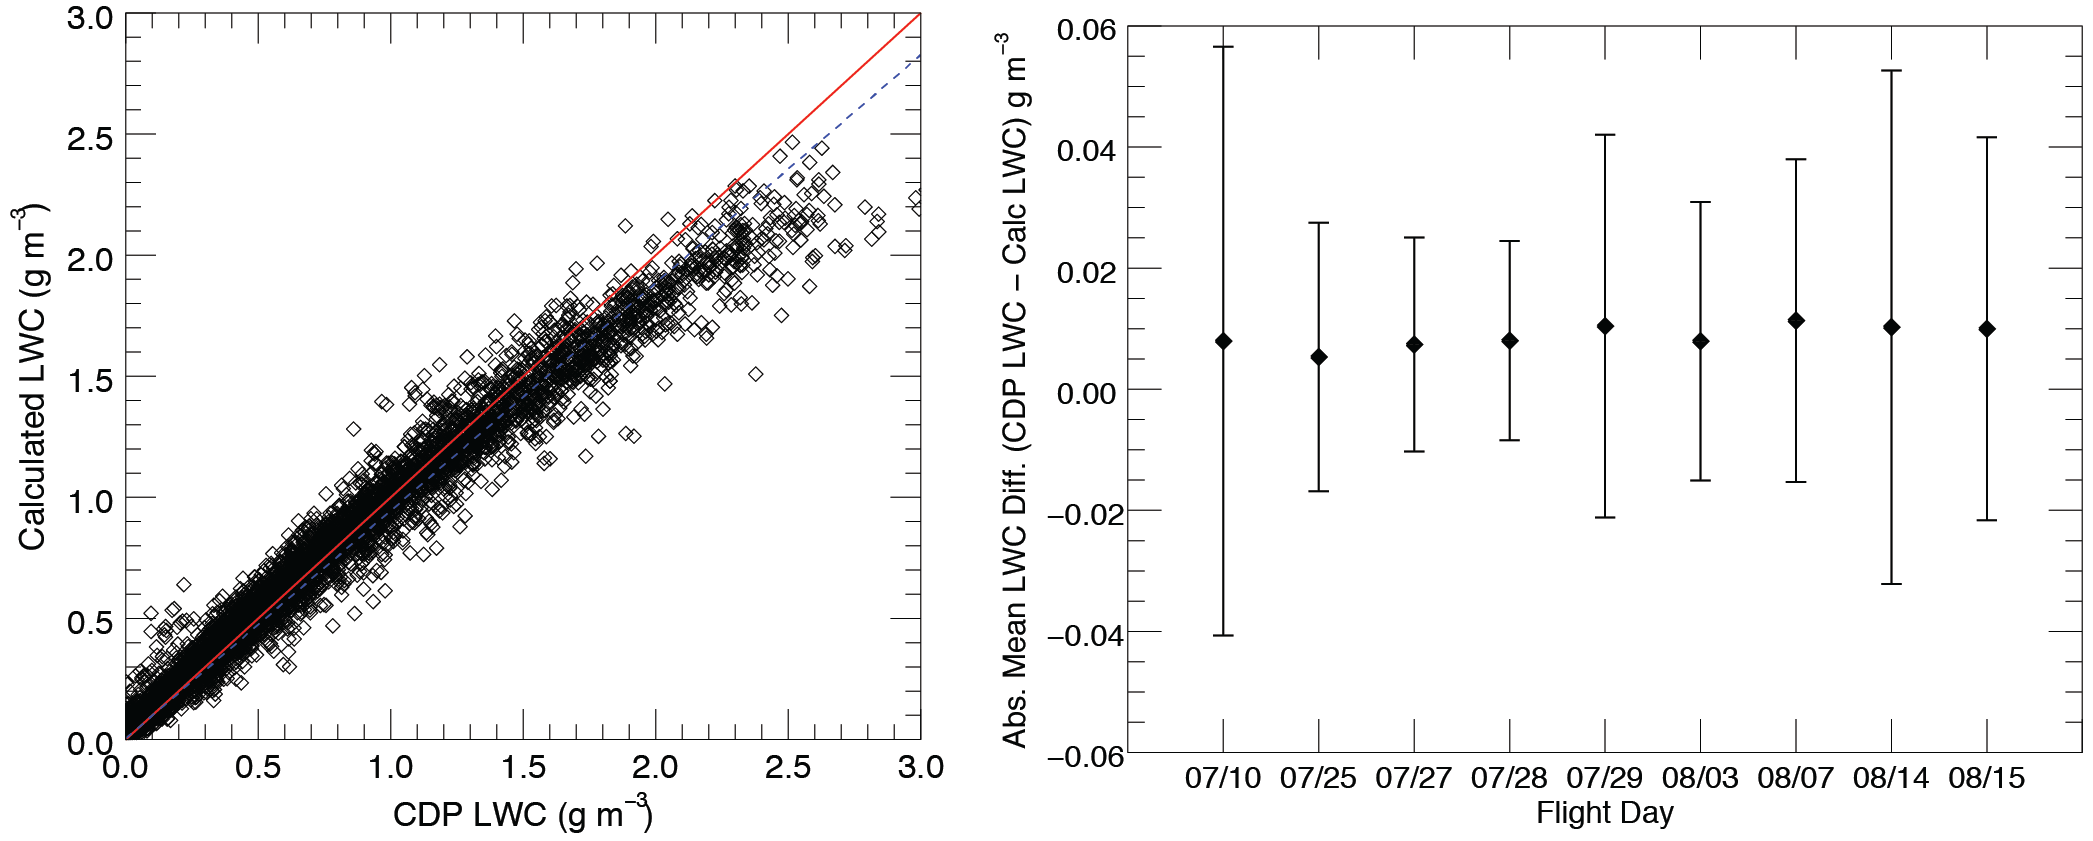 3.0
2.5
2.0
1.5
1.0
0.5
0.0
Calculated LWC (g m⁻³)
0.0 0.5 1.0 1.5 2.0 2.5 3.0
CDP LWC (g m⁻³)
0.06
0.04
0.02
0.00
−0.02
−0.04
−0.06
Abs. Mean LWC Diff. (CDP LWC − Calc LWC) g m⁻³
07/10 07/25 07/27 07/28 07/29 08/03 08/07 08/14 08/15
Flight Day